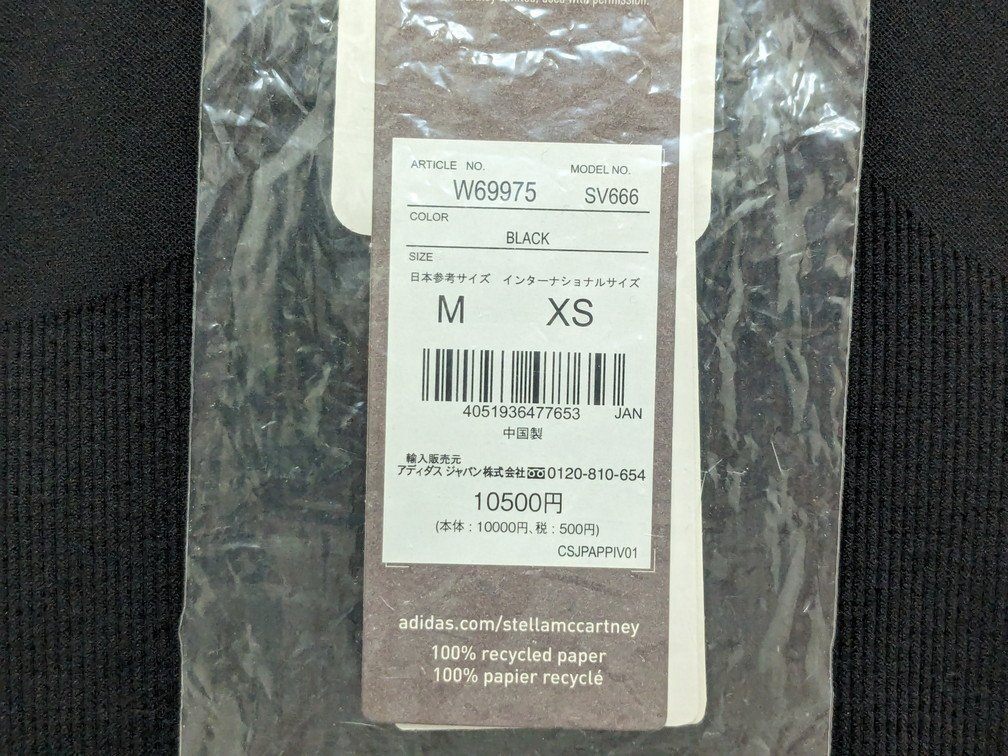 used with permission.
ARTICLE NO. MODEL NO.
W69975 SV666
COLOR
BLACK
SIZE
日本参考サイズ インターナショナルサイズ
M XS
4051936477653 JAN
中国製
輸入販売元
アディダス ジャパン株式会社 0120-810-654
10500円
(本体:10000円、税:500円)
CSJPAPPIV01
adidas.com/stellamccartney
100% recycled paper
100% papier recyclé